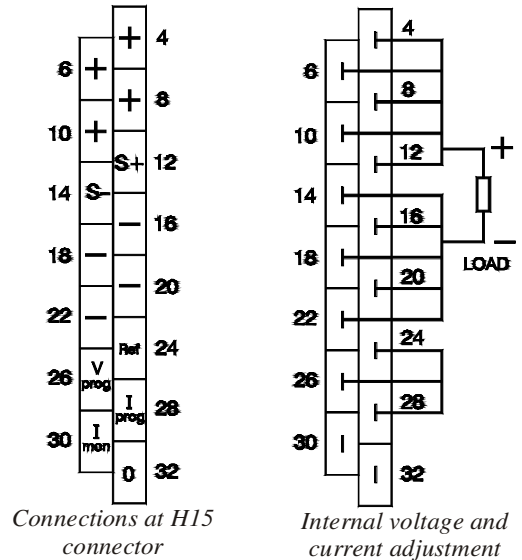 + 4
6 +
+ 8
10 +
S+ 12
14 S-
- 16
18 -
- 20
22 -
Ref 24
26 V prog
I prog 28
30 I mon
0 32
Connections at H15
connector
4
6
8
10
12
14
16
18
20
22
24
26
28
30
32
+
-
LOAD
Internal voltage and
current adjustment